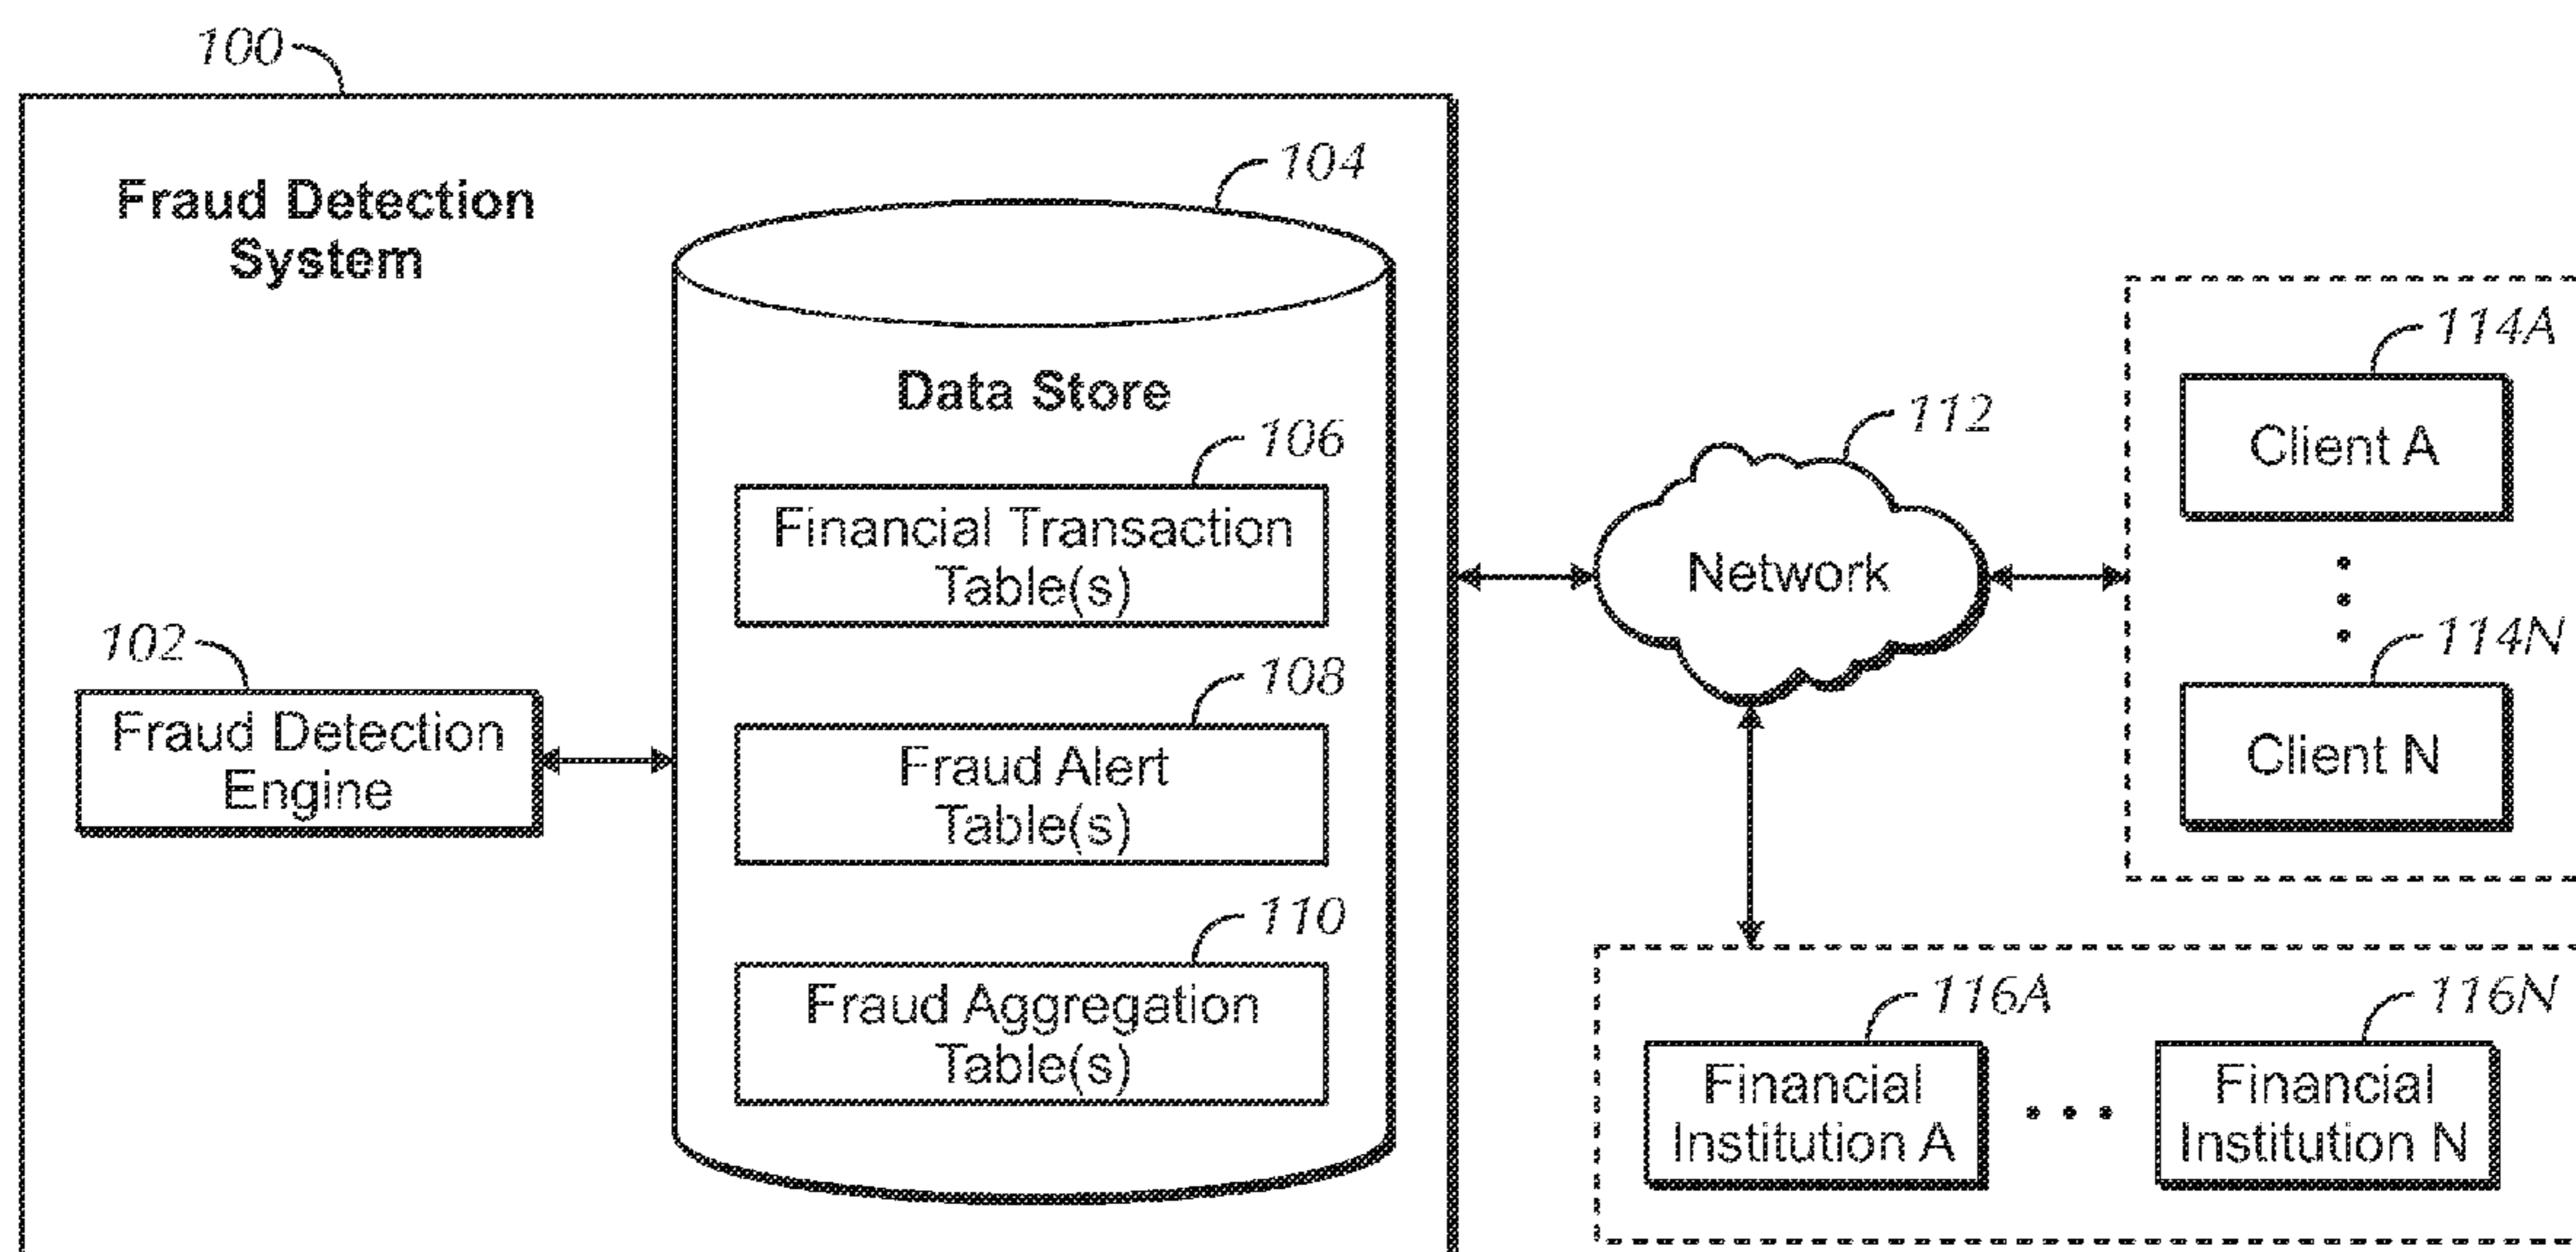 100
Fraud Detection
System
104
Data Store
106
Financial Transaction
Table(s)
102
Fraud Detection
Engine
108
Fraud Alert
Table(s)
110
Fraud Aggregation
Table(s)
112
Network
114A
Client A
114N
Client N
116A
Financial
Institution A
116N
Financial
Institution N